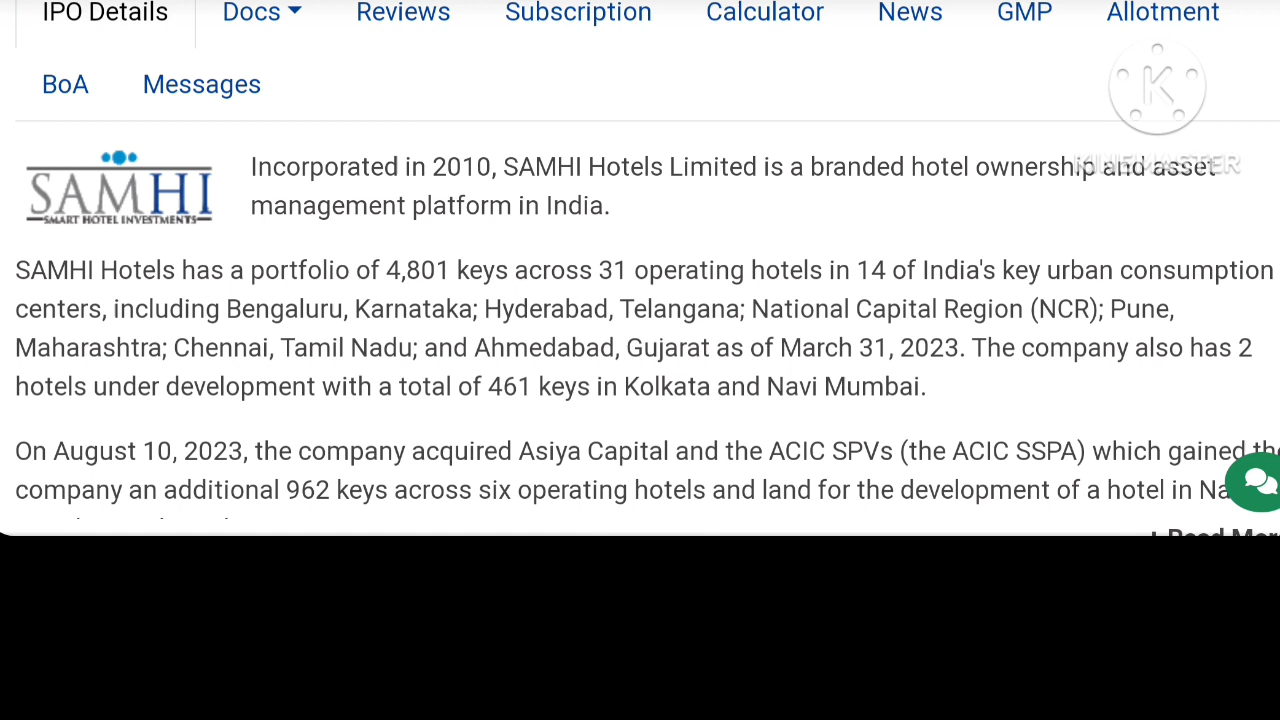 IPO Details Docs Reviews Subscription Calculator News GMP Allotment
BoA Messages
KINEMASTER
SAMHI
SMART HOTEL INVESTMENTS
Incorporated in 2010, SAMHI Hotels Limited is a branded hotel ownership and asset
management platform in India.
SAMHI Hotels has a portfolio of 4,801 keys across 31 operating hotels in 14 of India's key urban consumption
centers, including Bengaluru, Karnataka; Hyderabad, Telangana; National Capital Region (NCR); Pune,
Maharashtra; Chennai, Tamil Nadu; and Ahmedabad, Gujarat as of March 31, 2023. The company also has 2
hotels under development with a total of 461 keys in Kolkata and Navi Mumbai.
On August 10, 2023, the company acquired Asiya Capital and the ACIC SPVs (the ACIC SSPA) which gained the
company an additional 962 keys across six operating hotels and land for the development of a hotel in